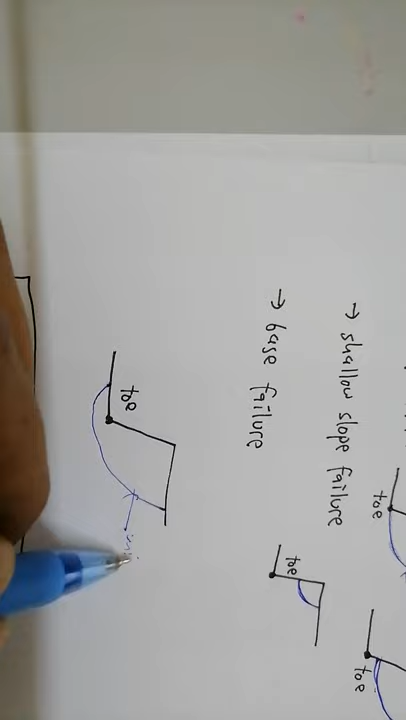 → shallow slope failure
toe
toe
→ base failure
toe
toe